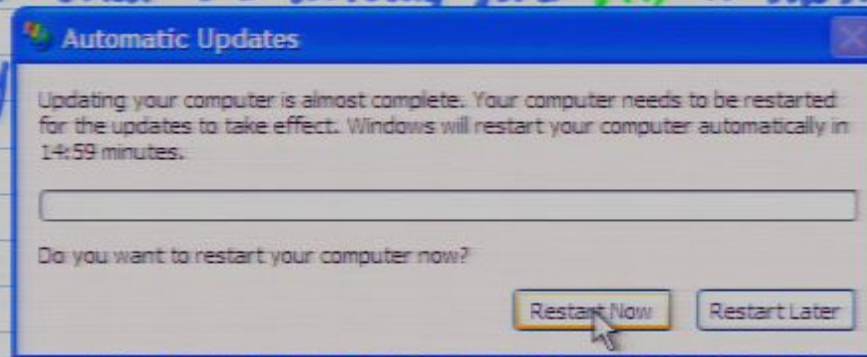 Automatic Updates
Updating your computer is almost complete. Your computer needs to be restarted
for the updates to take effect. Windows will restart your computer automatically in
14:59 minutes.
Do you want to restart your computer now?
Restart Now
Restart Later